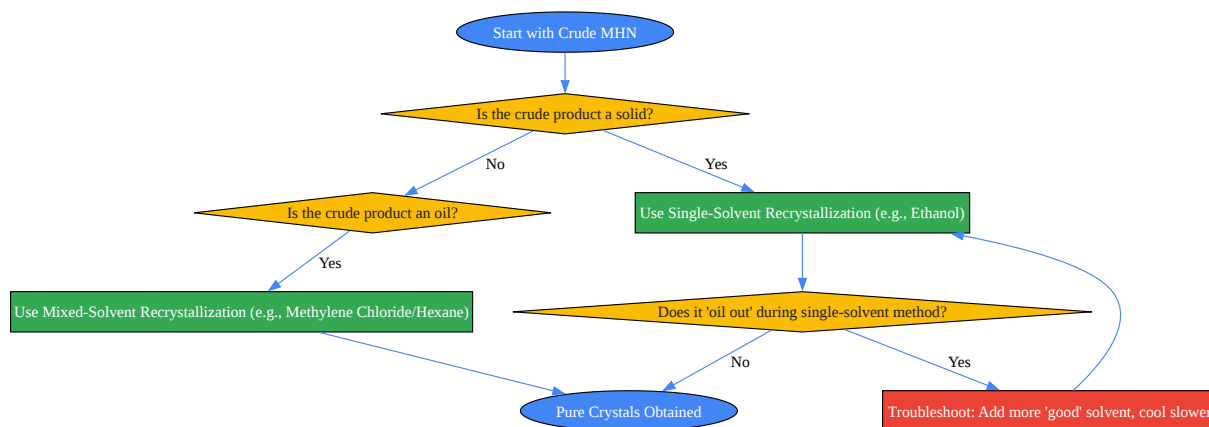 Start with Crude MHN
Is the crude product a solid?
No
Yes
Is the crude product an oil?
Use Single-Solvent Recrystallization (e.g., Ethanol)
Yes
Use Mixed-Solvent Recrystallization (e.g., Methylene Chloride/Hexane)
Does it 'oil out' during single-solvent method?
No
Yes
Pure Crystals Obtained
Troubleshoot: Add more 'good' solvent, cool slower